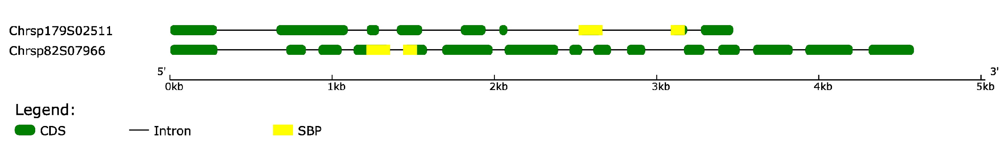 Chrsp179S02511
Chrsp82S07966
5' 3'
0kb 1kb 2kb 3kb 4kb 5kb
Legend:
CDS Intron SBP